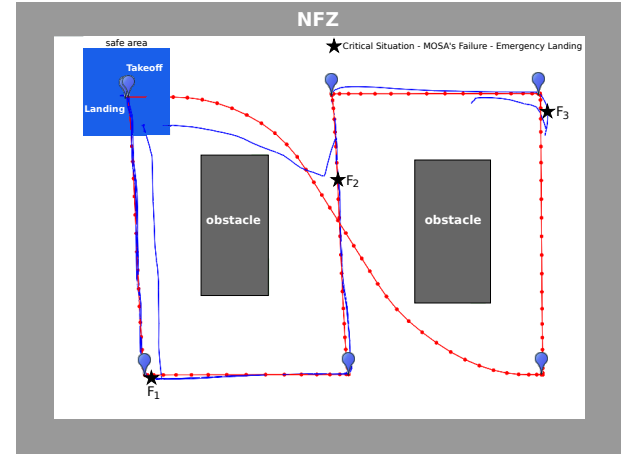 NFZ
safe area
Critical Situation - MOSA's Failure - Emergency Landing
Takeoff
Landing
F3
F2
obstacle
obstacle
F1